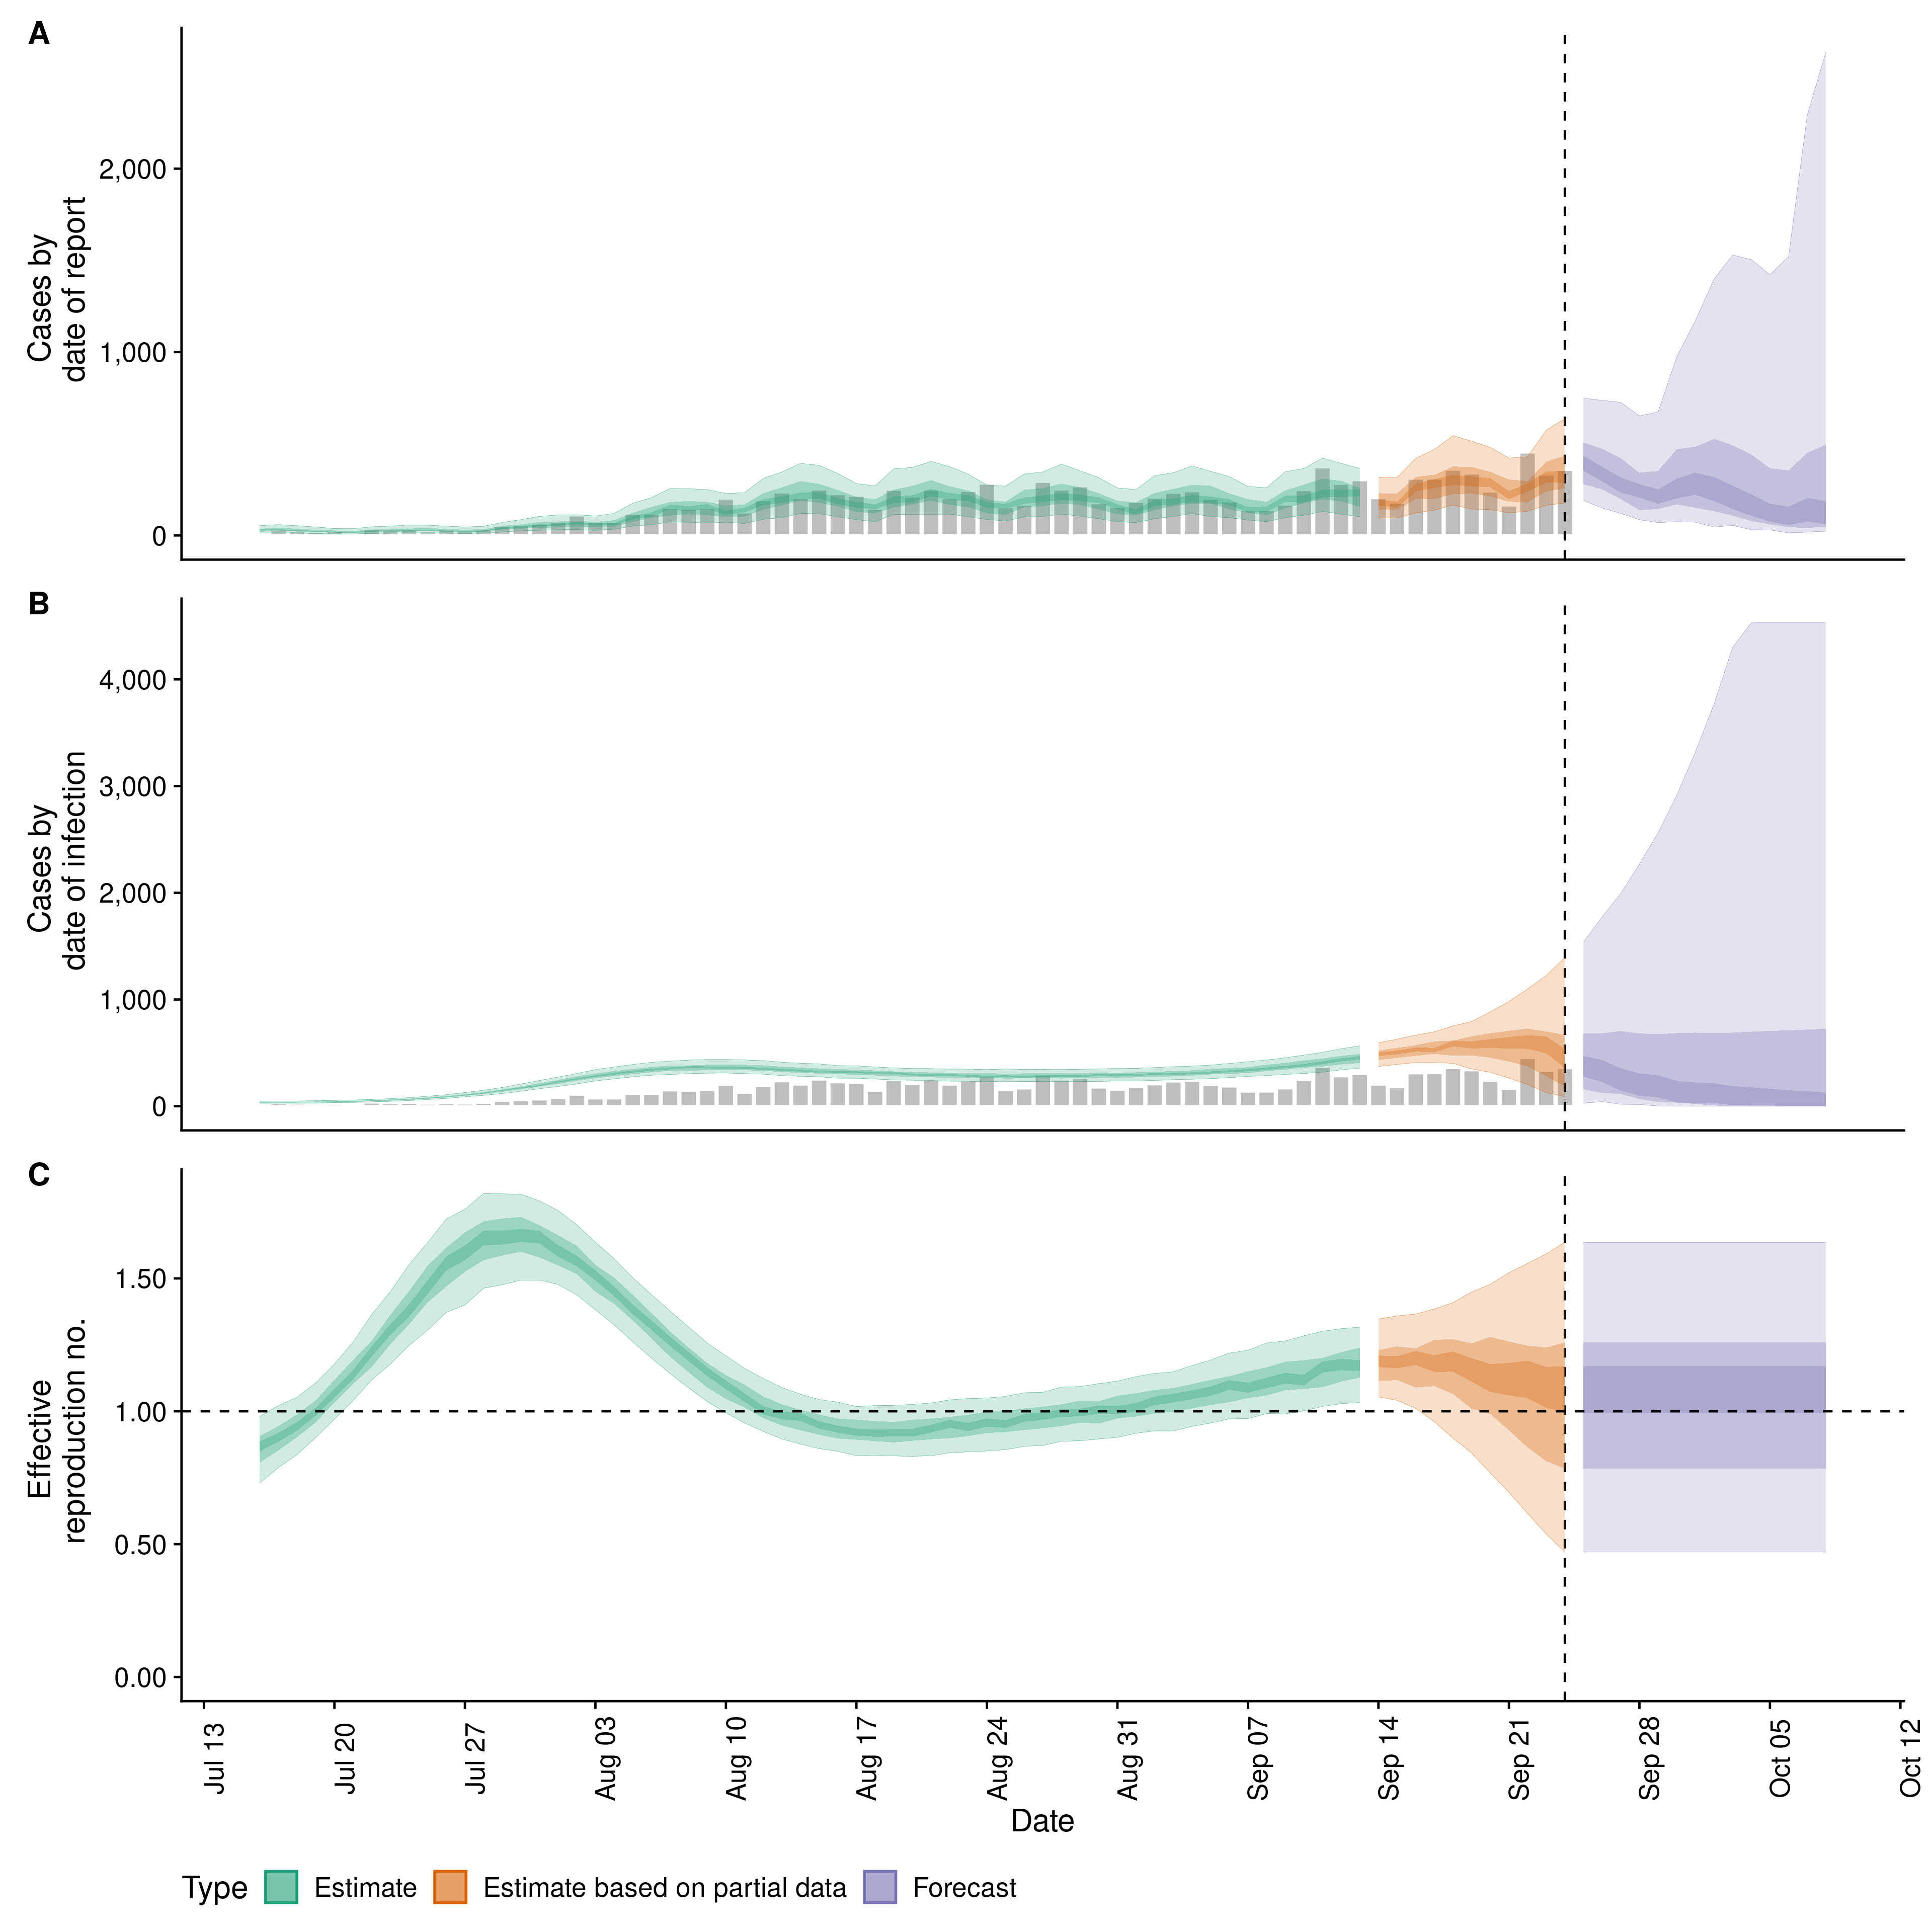 A
Cases by
date of report
2,000
1,000
0
B
Cases by
date of infection
4,000
3,000
2,000
1,000
0
C
Effective
reproduction no.
1.50
1.00
0.50
0.00
Jul 13
Jul 20
Jul 27
Aug 03
Aug 10
Aug 17
Aug 24
Aug 31
Sep 07
Sep 14
Sep 21
Sep 28
Oct 05
Oct 12
Date
Type Estimate Estimate based on partial data Forecast